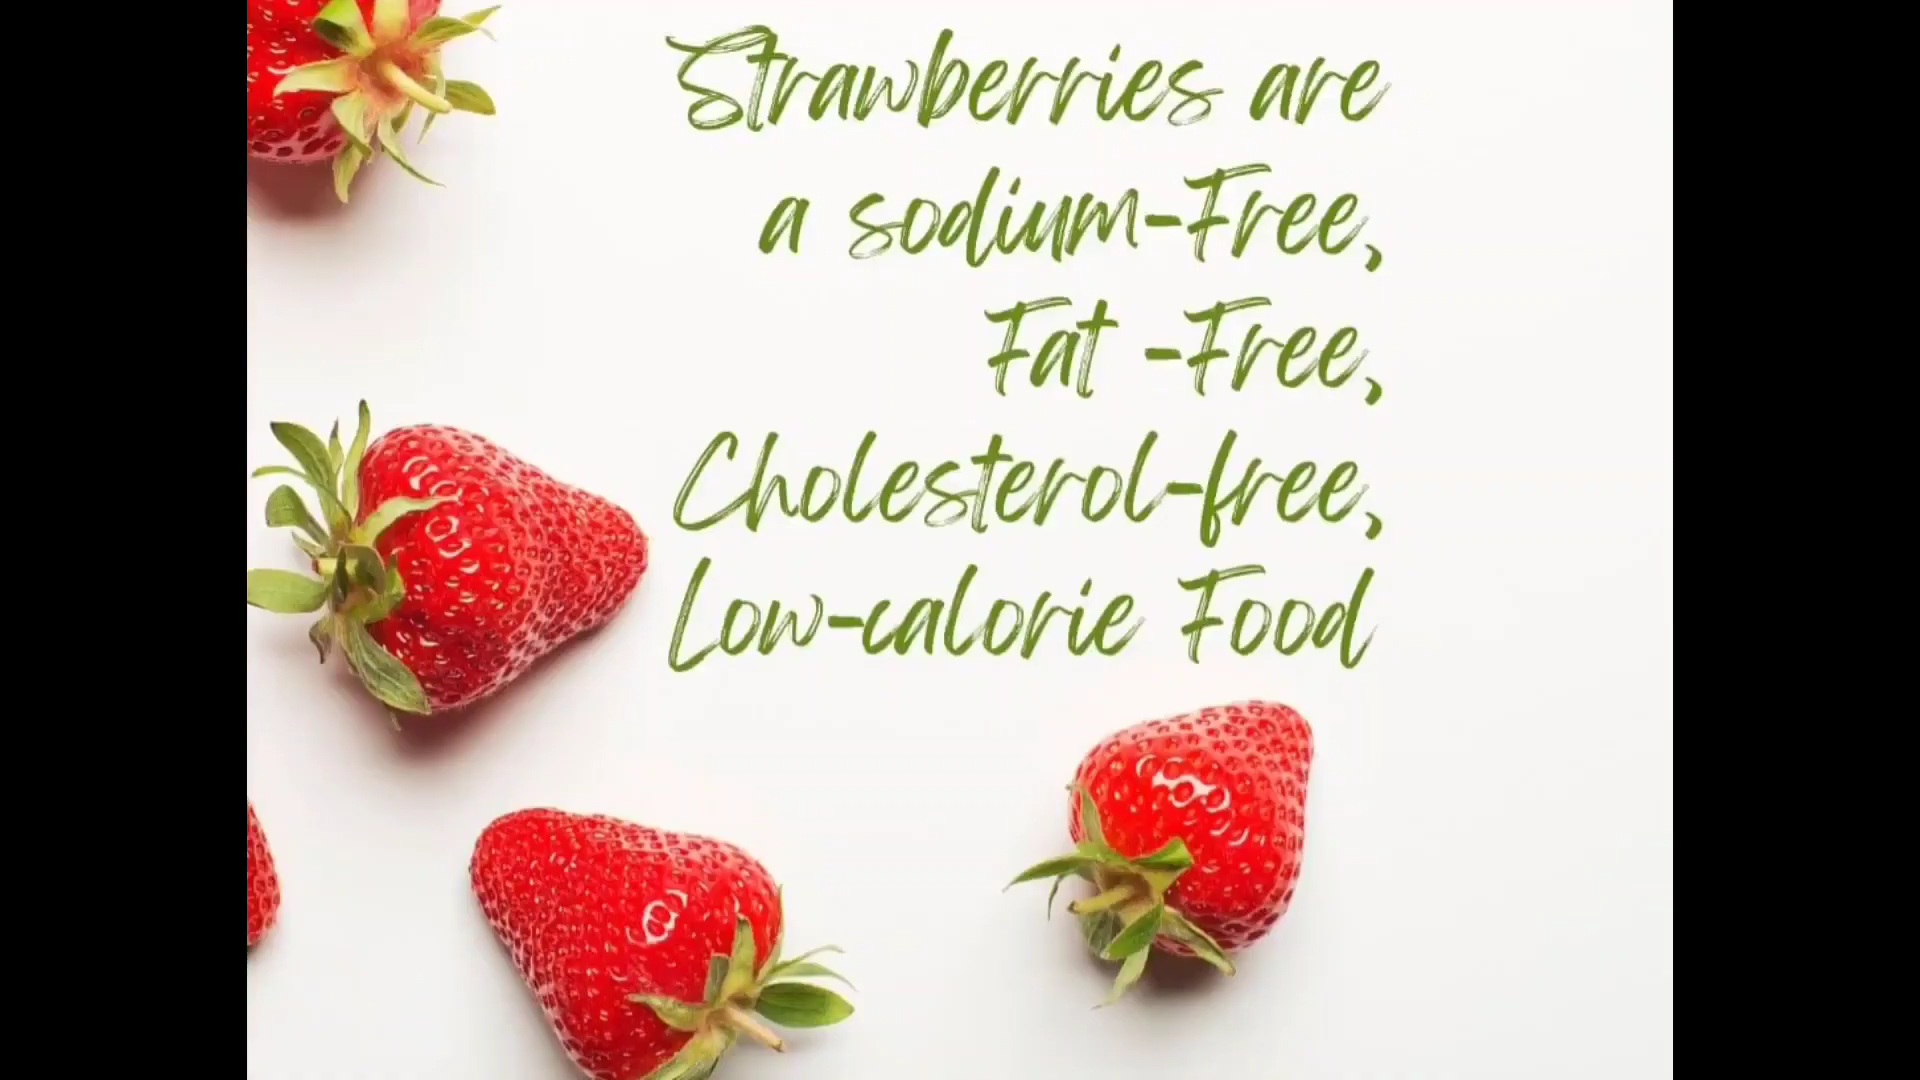 Strawberries are
a sodium-Free,
Fat -Free,
Cholesterol-free,
Low-calorie Food